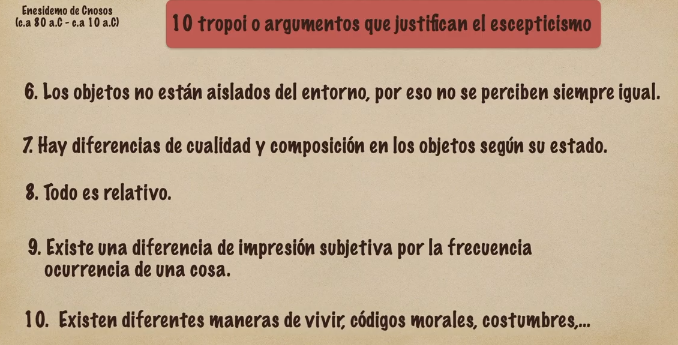 Enesidemo de Cnosos
(c.a 80 a.C - c.a 10 a.C)
10 tropoi o argumentos que justifican el escepticismo
6. Los objetos no están aislados del entorno, por eso no se perciben siempre igual.
7. Hay diferencias de cualidad y composición en los objetos según su estado.
8. Todo es relativo.
9. Existe una diferencia de impresión subjetiva por la frecuencia
ocurrencia de una cosa.
10. Existen diferentes maneras de vivir, códigos morales, costumbres,...